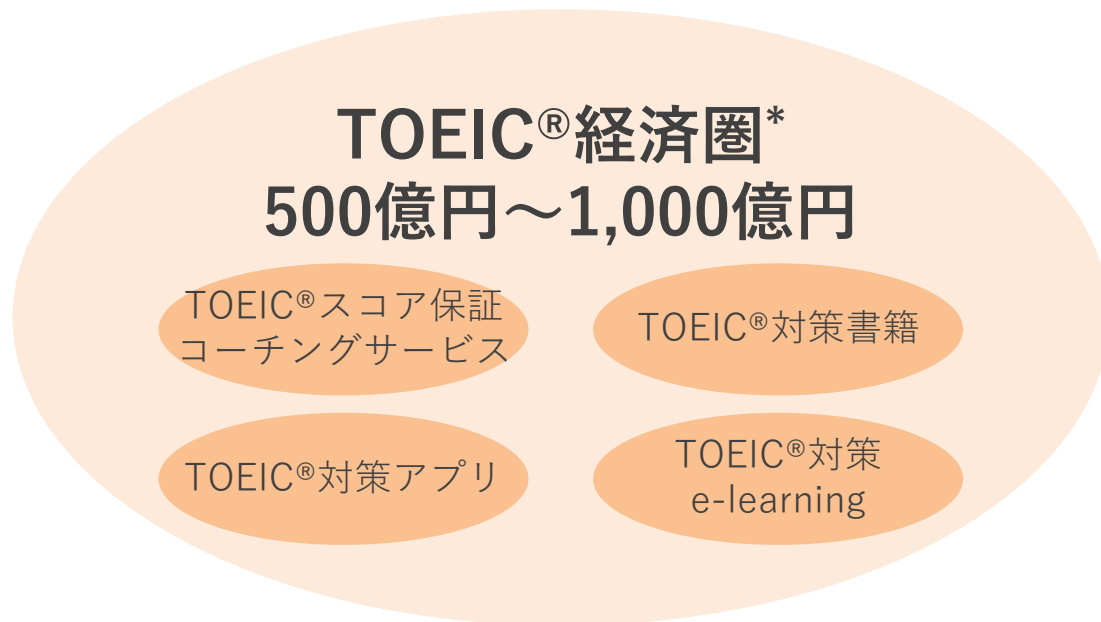 TOEIC®経済圏*
500億円～1,000億円
TOEIC®スコア保証
コーチングサービス
TOEIC®対策書籍
TOEIC®対策アプリ
TOEIC®対策
e-learning